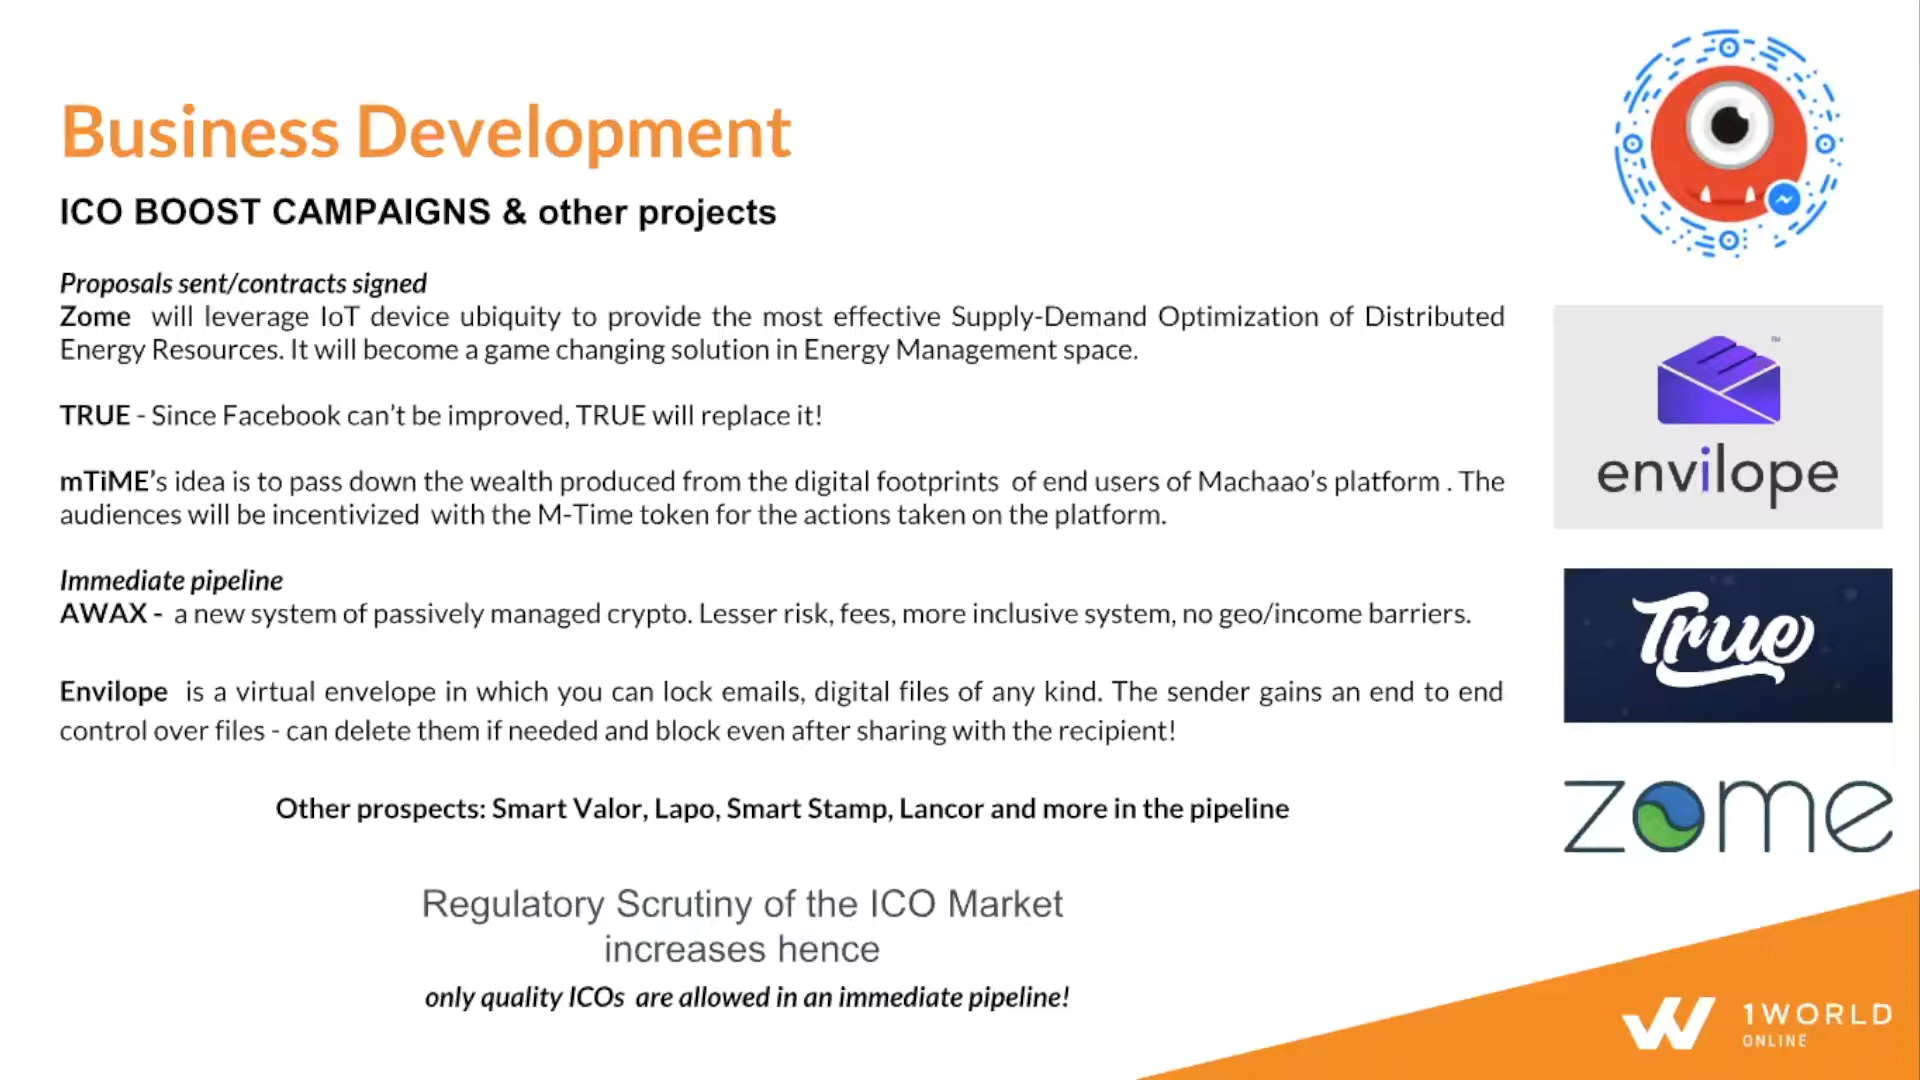 Business Development
ICO BOOST CAMPAIGNS & other projects
Proposals sent/contracts signed
Zome will leverage IoT device ubiquity to provide the most effective Supply-Demand Optimization of Distributed
Energy Resources. It will become a game changing solution in Energy Management space.
TRUE - Since Facebook can’t be improved, TRUE will replace it!
mTiME’s idea is to pass down the wealth produced from the digital footprints of end users of Machaao’s platform . The
audiences will be incentivized with the M-Time token for the actions taken on the platform.
Immediate pipeline
AWAX - a new system of passively managed crypto. Lesser risk, fees, more inclusive system, no geo/income barriers.
Envilope is a virtual envelope in which you can lock emails, digital files of any kind. The sender gains an end to end
control over files - can delete them if needed and block even after sharing with the recipient!
Other prospects: Smart Valor, Lapo, Smart Stamp, Lancor and more in the pipeline
Regulatory Scrutiny of the ICO Market
increases hence
only quality ICOs are allowed in an immediate pipeline!
TM
envilope
True
zome
1WORLD
ONLINE